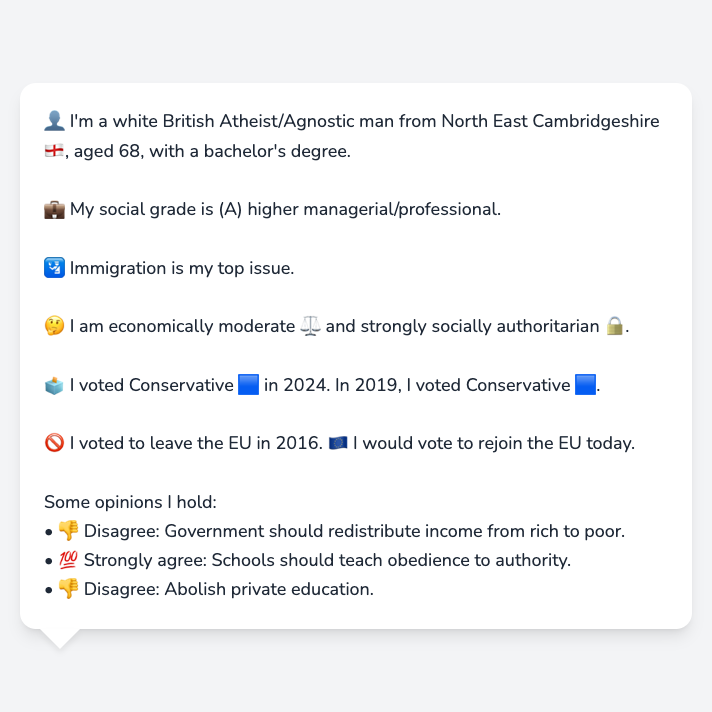 👤 I'm a white British Atheist/Agnostic man from North East Cambridgeshire
🏴󠁧󠁢󠁥󠁮󠁧󠁿, aged 68, with a bachelor's degree.
💼 My social grade is (A) higher managerial/professional.
🛂 Immigration is my top issue.
🤔 I am economically moderate ⚖️ and strongly socially authoritarian 🔒.
🗳️ I voted Conservative 🟦 in 2024. In 2019, I voted Conservative 🟦.
🚫 I voted to leave the EU in 2016. 🇪🇺 I would vote to rejoin the EU today.
Some opinions I hold:
• 👎 Disagree: Government should redistribute income from rich to poor.
• 💯 Strongly agree: Schools should teach obedience to authority.
• 👎 Disagree: Abolish private education.